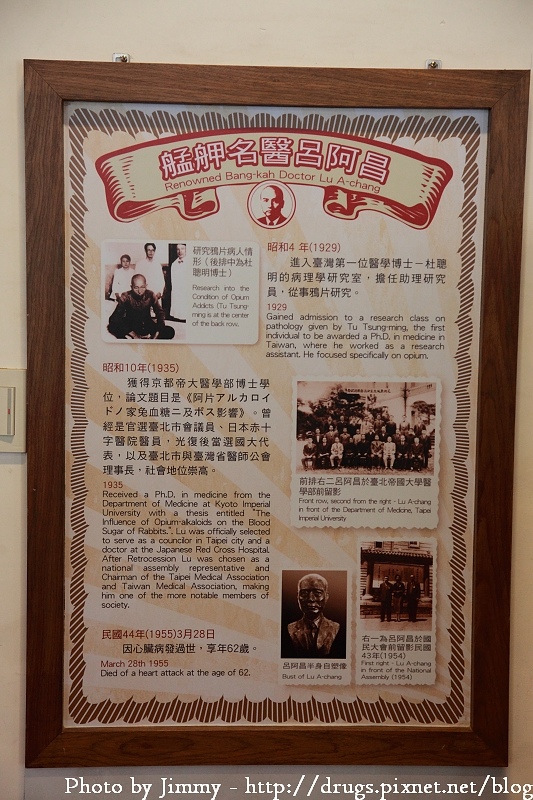 艋舺名醫呂阿昌
Renowned Bang-kah Doctor Lu A-chang
研究鴉片病人情
形（後排中為杜
聰明博士）
Research into the
Condition of Opium
Addicts (Tu Tsung-
ming is at the center
of the back row.
昭和4 年(1929)
進入臺灣第一位醫學博士－杜聰
明的病理學研究室，擔任助理研究
員，從事鴉片研究。
1929
Gained admission to a research class on
pathology given by Tu Tsung-ming, the first
individual to be awarded a Ph.D. in medicine in
Taiwan, where he worked as a research
assistant. He focused specifically on opium.
昭和10年(1935)
獲得京都帝大醫學部博士學
位，論文題目是《阿片アルカロイ
ドノ家兔血糖ニ及ボス影響》。曾
經是官選臺北市會議員、日本赤十
字醫院醫員，光復後當選國大代
表，以及臺北市與臺灣省醫師公會
理事長，社會地位崇高。
1935
Received a Ph.D. in medicine from the
Department of Medicine at Kyoto Imperial
University with a thesis entitled "The
Influence of Opium-alkaloids on the Blood
Sugar of Rabbits.". Lu was officially selected
to serve as a councilor in Taipei city and a
doctor at the Japanese Red Cross Hospital.
After Retrocession Lu was chosen as a
national assembly representative and
Chairman of the Taipei Medical Association
and Taiwan Medical Association, making
him one of the more notables members of
society.
前排右二呂阿昌於臺北帝國大學醫
學部前留影
Front row, second from the right - Lu A-chang
in front of the Department of Medicine, Taipei
Imperial University
民國44年(1955)3月28日
因心臟病發過世，享年62歲。
March 28th 1955
Died of a heart attack at the age of 62.
呂阿昌半身自塑像
Bust of Lu A-chang
右一為呂阿昌於國
民大會前留影民國
43年(1954)
First right - Lu A-chang
in front of the National
Assembly (1954)
Photo by Jimmy - http://drugs.pixnet.net/blog